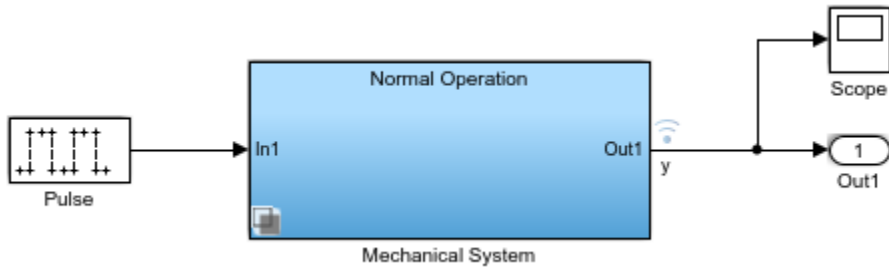 Normal Operation
Scope
In1
Out1
y
1
Pulse
Out1
Mechanical System